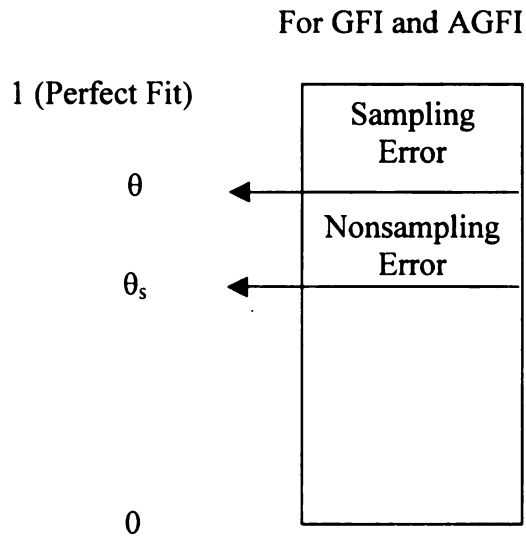 For GFI and AGFI
1 (Perfect Fit)
Sampling
Error
θ
Nonsampling
Error
θs
0